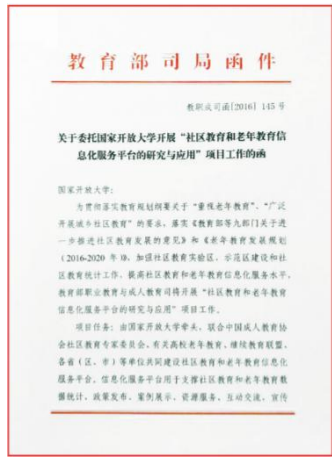 教育部司局函件
教职成司函[2016] 145 号
关于委托国家开放大学开展“社区教育和老年教育信
息化服务平台的研究与应用”项目工作的函
国家开放大学：
为贯彻落实教育规划纲要关于“重视老年教育”、“广泛
开展城乡社区教育”的要求，落实《教育部等九部门关于进
一步推进社区教育发展的意见》和《老年教育发展规划
（2016-2020 年）》，加强社区教育实验区、示范区建设和社
区教育统计工作，提高社区教育和老年教育信息化服务水平，
教育部职业教育与成人教育司将开展“社区教育和老年教育
信息化服务平台的研究与应用”项目工作。
项目任务：由国家开放大学牵头，联合中国成人教育协
会社区教育专家委员会、有关高校老年教育、继续教育联盟、
各省（区、市）等单位共同建设社区教育和老年教育信息化
服务平台，信息化服务平台用于支撑社区教育和老年教育数
据统计、政策发布、案例展示、资源服务、互动交流、宣传